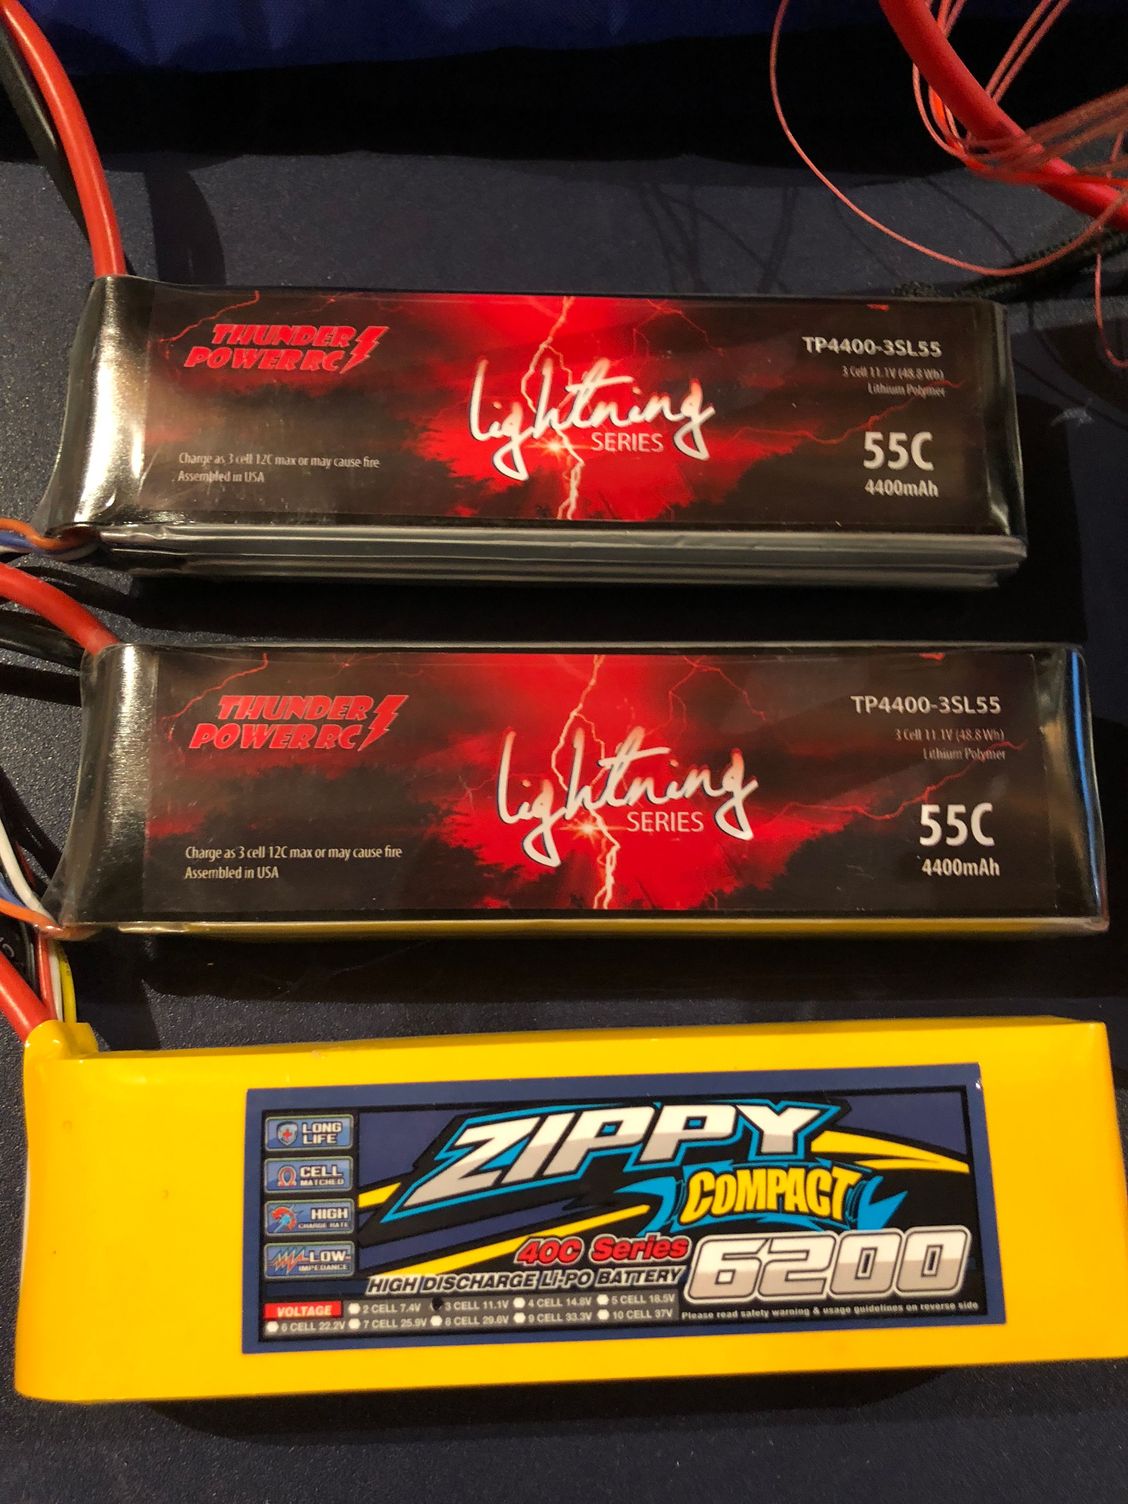 THUNDER
POWER RC
Lightning
SERIES
TP4400-3SL55
3 Cell 11.1V (48.8 Wh)
Lithium Polymer
55C
4400mAh
Charge as 3 cell 12C max or may cause fire
Assembled in USA
THUNDER
POWER RC
Lightning
SERIES
TP4400-3SL55
3 Cell 11.1V (48.8 Wh)
Lithium Polymer
55C
4400mAh
Charge as 3 cell 12C max or may cause fire
Assembled in USA
LONG
LIFE
CELL
MATCHED
HIGH
CHARGE RATE
LOW
IMPEDANCE
ZIPPY
COMPACT
40C Series
6200
HIGH DISCHARGE Li-PO BATTERY
VOLTAGE
2 CELL 7.4V 3 CELL 11.1V 4 CELL 14.8V 5 CELL 18.5V
6 CELL 22.2V 7 CELL 25.9V 8 CELL 29.6V 9 CELL 33.3V 10 CELL 37V
Please read safety warning & usage guidelines on reverse side